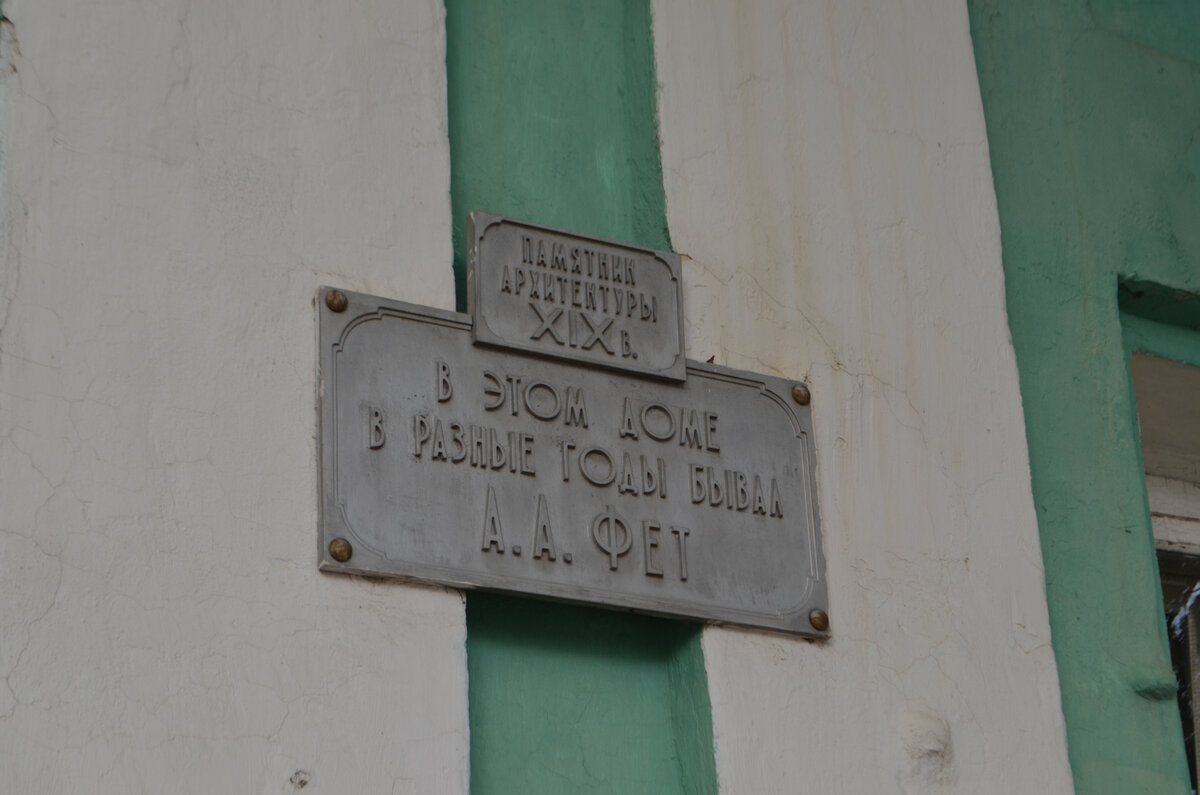 ПАМЯТНИК
АРХИТЕКТУРЫ
XIX В.
В ЭТОМ ДОМЕ
В РАЗНЫЕ ГОДЫ БЫВАЛ
А. А. ФЕТ